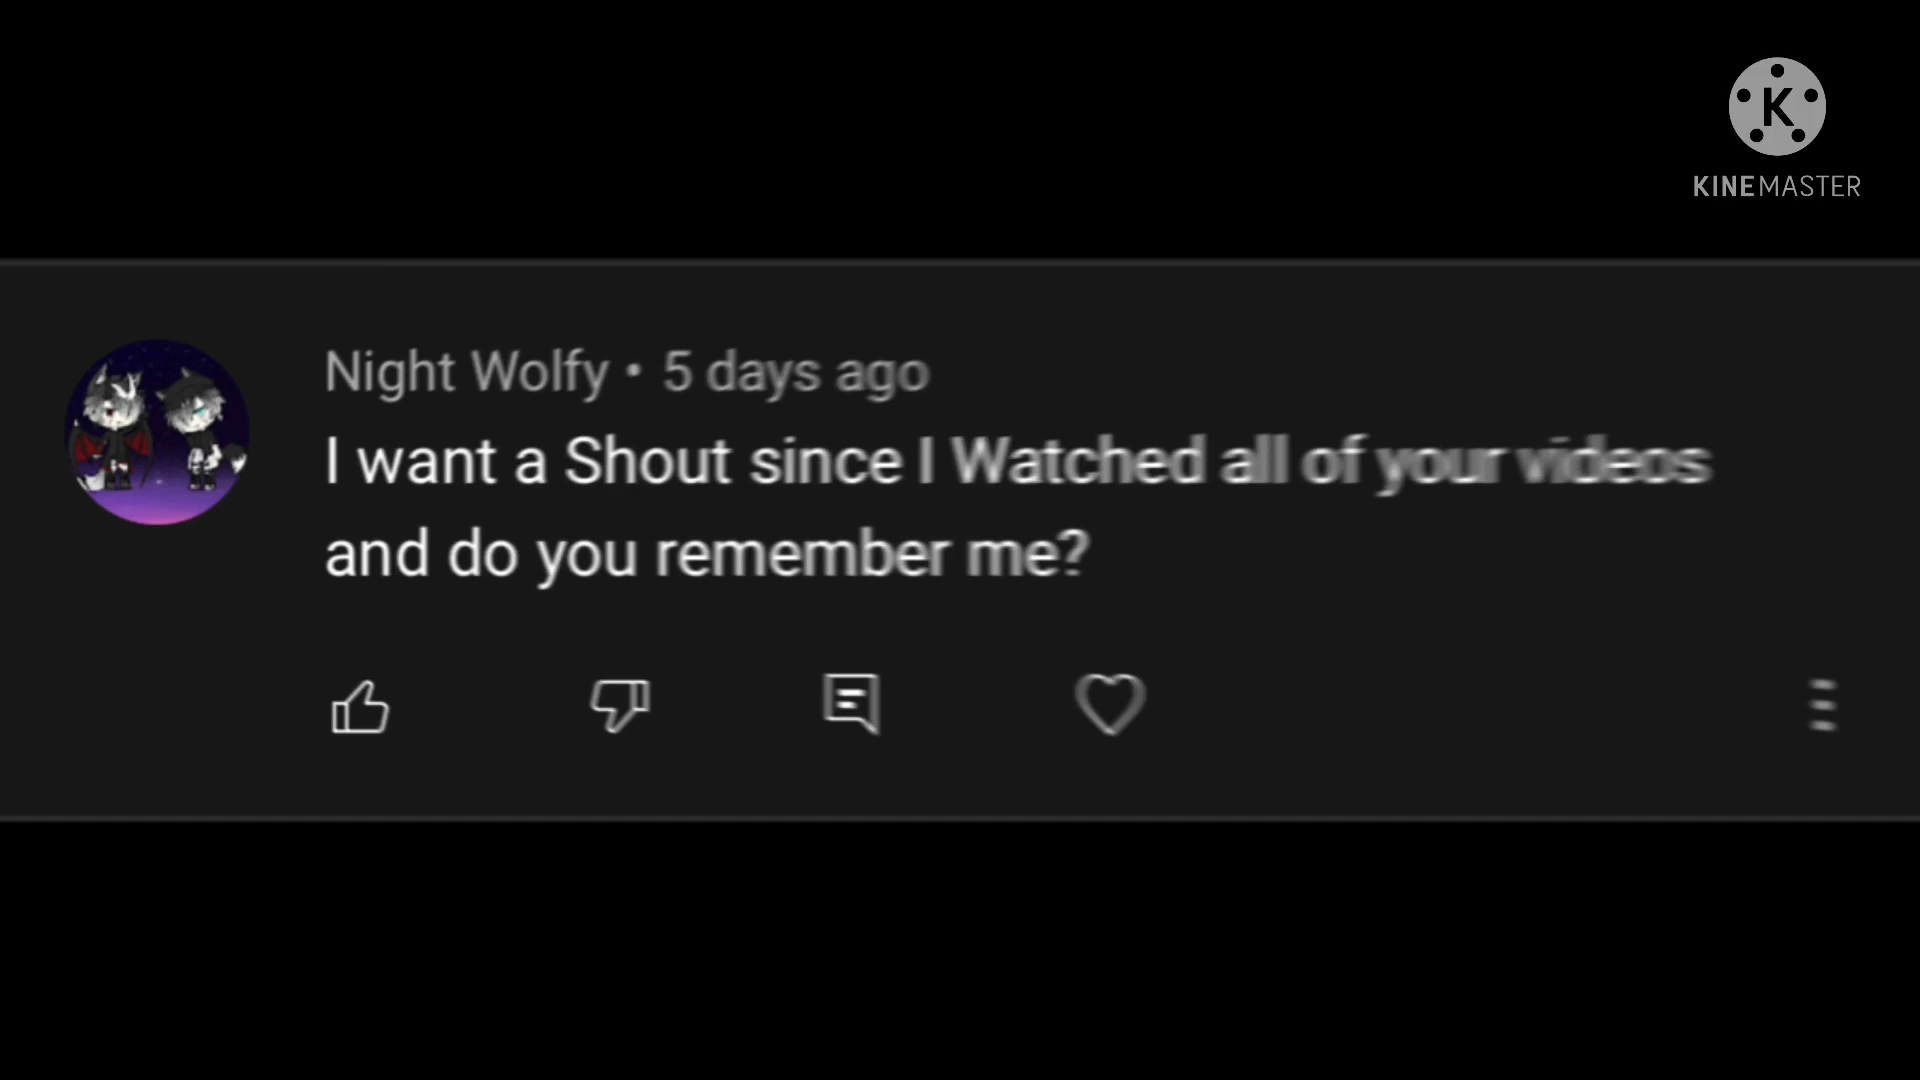 K
KINEMASTER
Night Wolfy • 5 days ago
I want a Shout since I Watched all of your videos
and do you remember me?